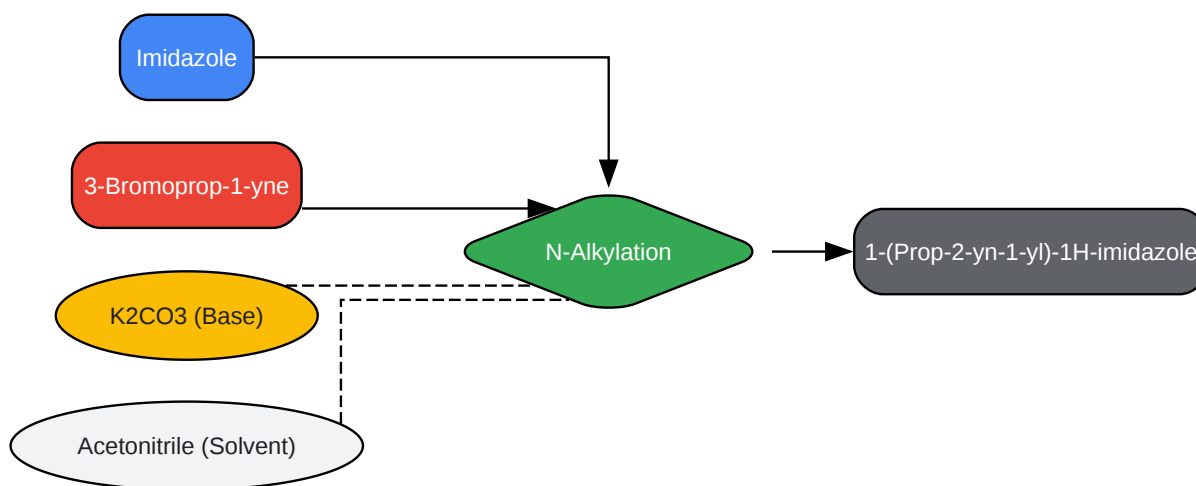 Imidazole
3-Bromoprop-1-yne
N-Alkylation
1-(Prop-2-yn-1-yl)-1H-imidazole
K2CO3 (Base)
Acetonitrile (Solvent)